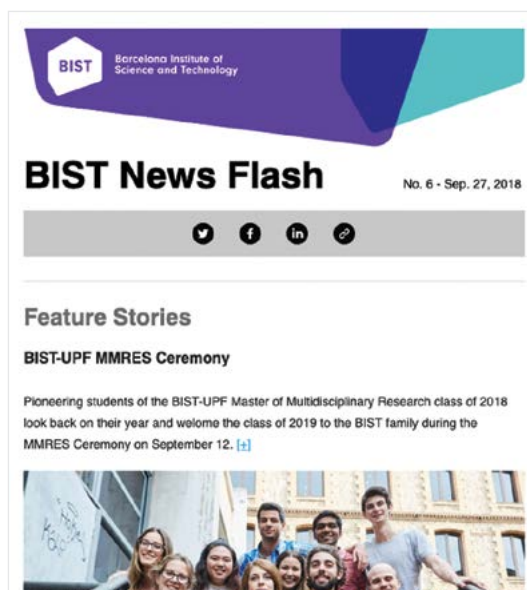 BIST
Barcelona Institute of
Science and Technology
BIST News Flash
No. 6 - Sep. 27, 2018
Feature Stories
BIST-UPF MMRES Ceremony
Pioneering students of the BIST-UPF Master of Multidisciplinary Research class of 2018
look back on their year and welome the class of 2019 to the BIST family during the
MMRES Ceremony on September 12. [+]